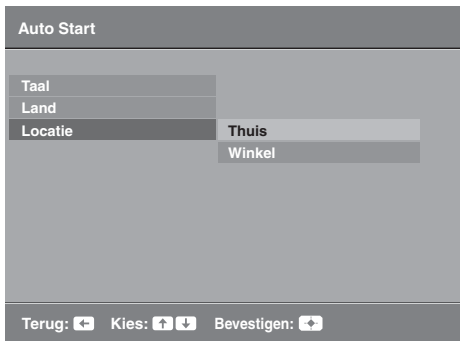 Auto Start
Taal
Land
Locatie Thuis
Winkel
Terug: Kies: Bevestigen: